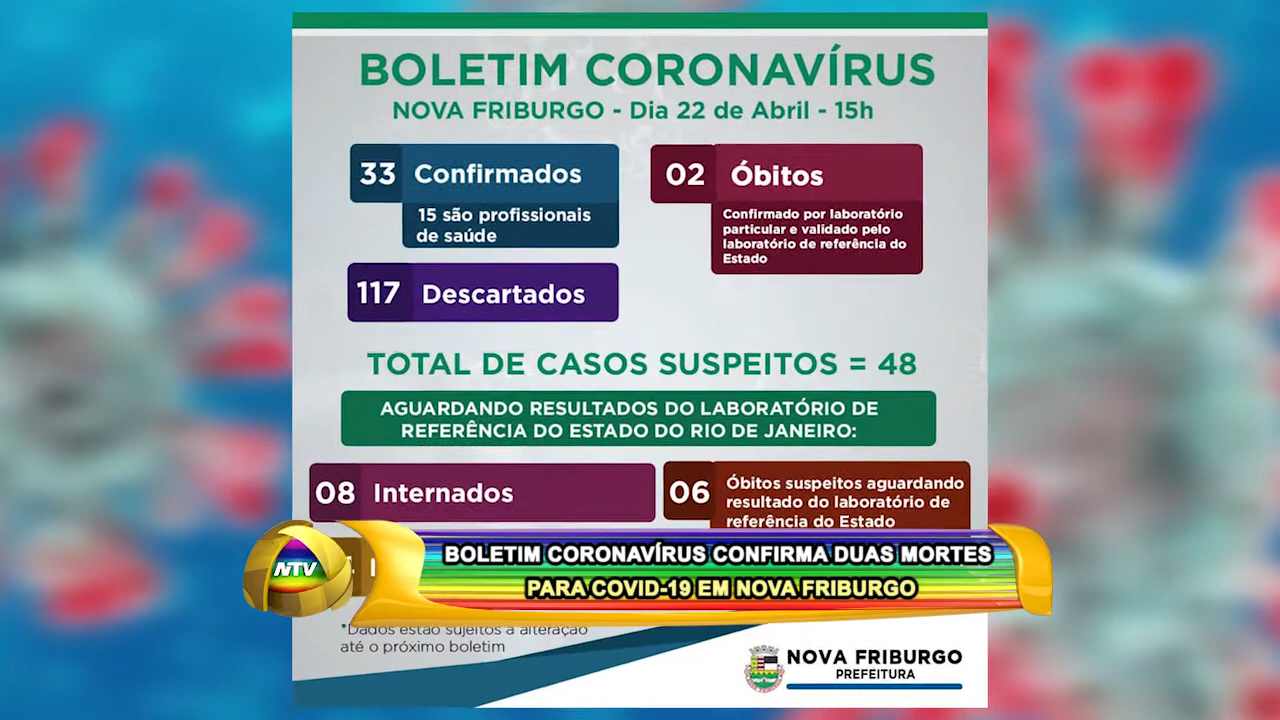 BOLETIM CORONAVÍRUS
NOVA FRIBURGO - Dia 22 de Abril - 15h
33 Confirmados
15 são profissionais
de saúde
02 Óbitos
Confirmado por laboratório
particular e validado pelo
laboratório de referência do
Estado
117 Descartados
TOTAL DE CASOS SUSPEITOS = 48
AGUARDANDO RESULTADOS DO LABORATÓRIO DE
REFERÊNCIA DO ESTADO DO RIO DE JANEIRO:
08 Internados
06 Óbitos suspeitos aguardando
resultado do laboratório de
referência do Estado
NTV
BOLETIM CORONAVÍRUS CONFIRMA DUAS MORTES
PARA COVID-19 EM NOVA FRIBURGO
*Dados estão sujeitos a alteração
até o próximo boletim
NOVA FRIBURGO
PREFEITURA